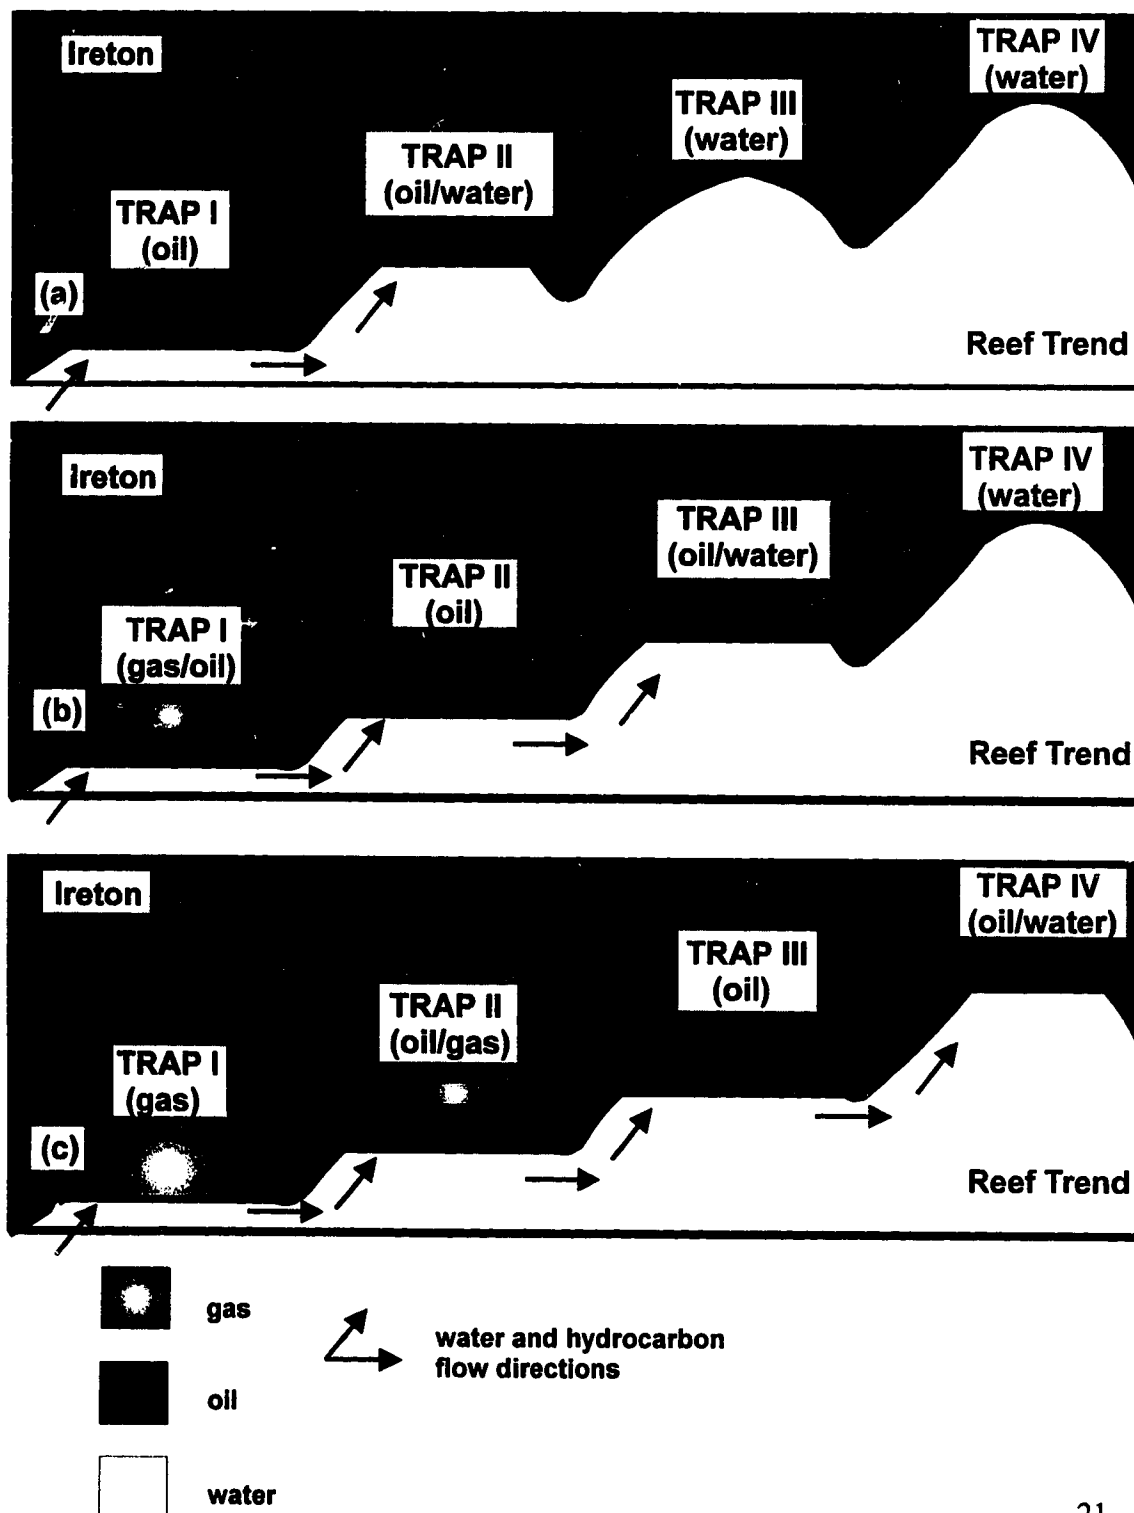 Ireton
TRAP IV
(water)
TRAP III
(water)
TRAP II
(oil/water)
TRAP I
(oil)
(a)
Reef Trend
Ireton
TRAP IV
(water)
TRAP III
(oil/water)
TRAP II
(oil)
TRAP I
(gas/oil)
(b)
Reef Trend
Ireton
TRAP IV
(oil/water)
TRAP III
(oil)
TRAP II
(oil/gas)
TRAP I
(gas)
(c)
Reef Trend
gas
water and hydrocarbon
flow directions
oil
water
21